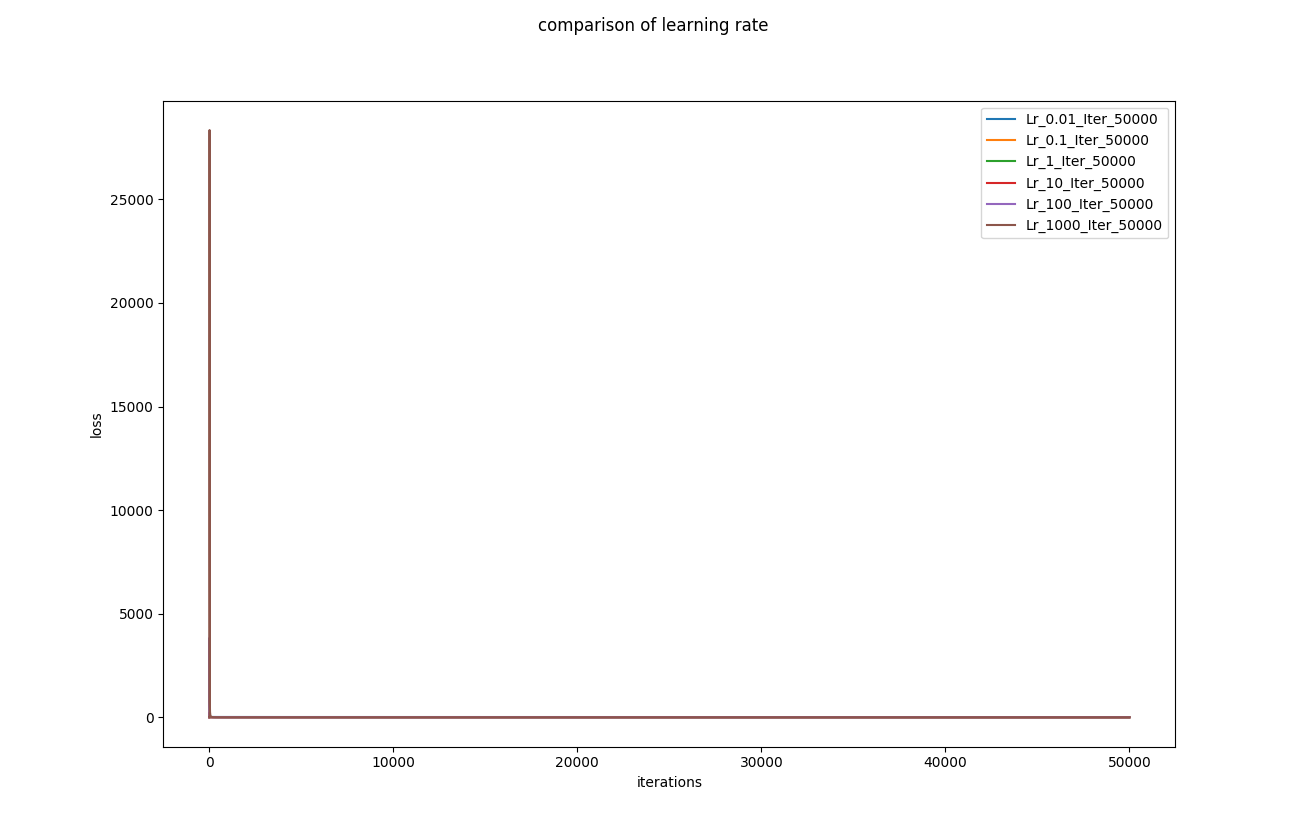 comparison of learning rate
Lr_0.01_Iter_50000
Lr_0.1_Iter_50000
Lr_1_Iter_50000
Lr_10_Iter_50000
Lr_100_Iter_50000
Lr_1000_Iter_50000
25000
20000
15000
10000
5000
0
loss
0 10000 20000 30000 40000 50000
iterations